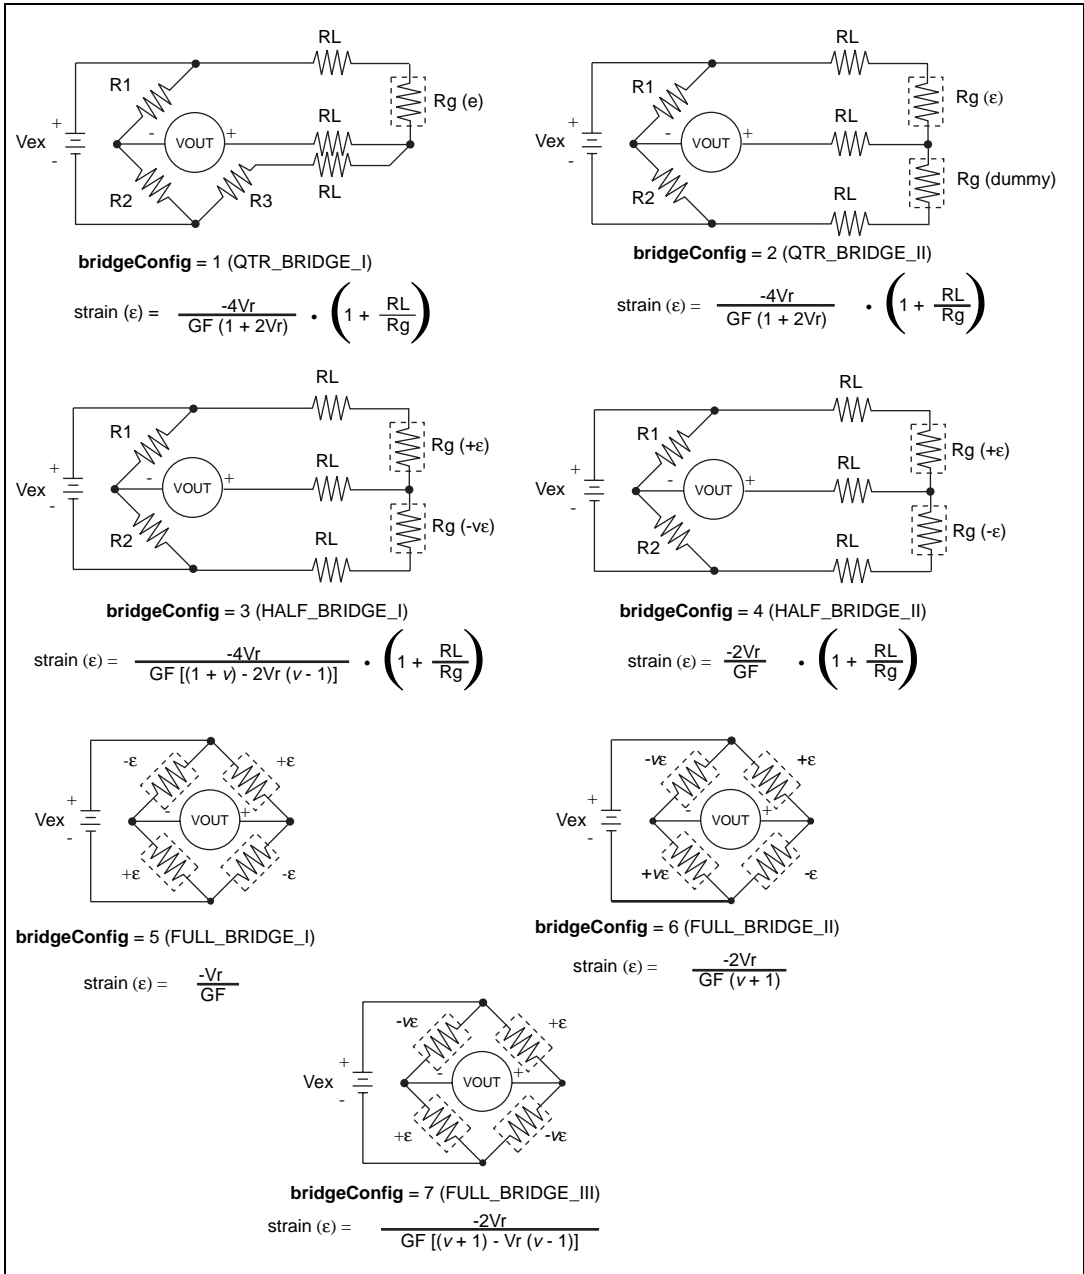 RL
R1
Rg (e)
+
Vex
-
-
VOUT
+
RL
R2
R3
RL
bridgeConfig = 1 (QTR_BRIDGE_I)
strain (ε) = -4Vr / GF (1 + 2Vr) • (1 + RL / Rg)
RL
R1
Rg (ε)
+
Vex
-
-
VOUT
+
RL
R2
RL
Rg (dummy)
bridgeConfig = 2 (QTR_BRIDGE_II)
strain (ε) = -4Vr / GF (1 + 2Vr) • (1 + RL / Rg)
RL
R1
Rg (+ε)
+
Vex
-
-
VOUT
+
RL
R2
RL
Rg (-vε)
bridgeConfig = 3 (HALF_BRIDGE_I)
strain (ε) = -4Vr / GF [(1 + v) - 2Vr (v - 1)] • (1 + RL / Rg)
RL
R1
Rg (+ε)
+
Vex
-
-
VOUT
+
RL
R2
RL
Rg (-ε)
bridgeConfig = 4 (HALF_BRIDGE_II)
strain (ε) = -2Vr / GF • (1 + RL / Rg)
-ε
+ε
+
Vex
-
-
VOUT
+
+ε
-ε
bridgeConfig = 5 (FULL_BRIDGE_I)
strain (ε) = -Vr / GF
-vε
+ε
+
Vex
-
-
VOUT
+
+vε
-ε
bridgeConfig = 6 (FULL_BRIDGE_II)
strain (ε) = -2Vr / GF (v + 1)
-vε
+ε
+
Vex
-
-
VOUT
+
+ε
-vε
bridgeConfig = 7 (FULL_BRIDGE_III)
strain (ε) = -2Vr / GF [(v + 1) - Vr (v - 1)]